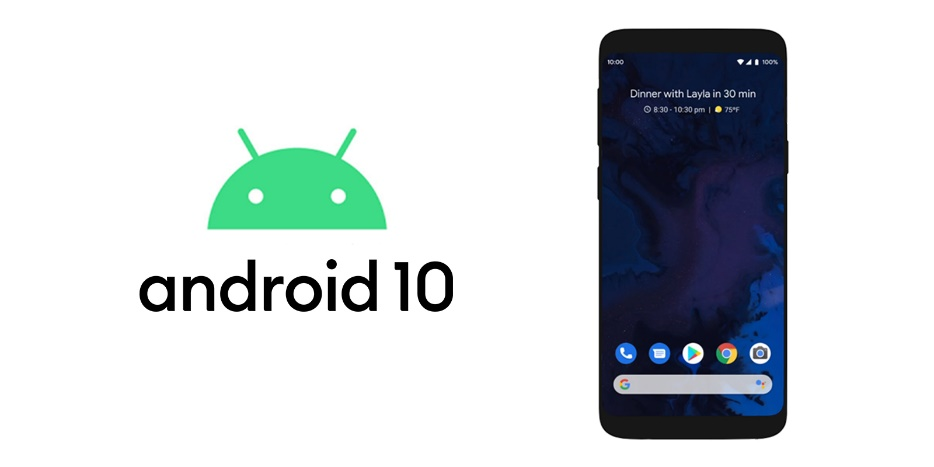 android 10
10:00
100%
Dinner with Layla in 30 min
8:30 - 10:30 pm | 75°F
G